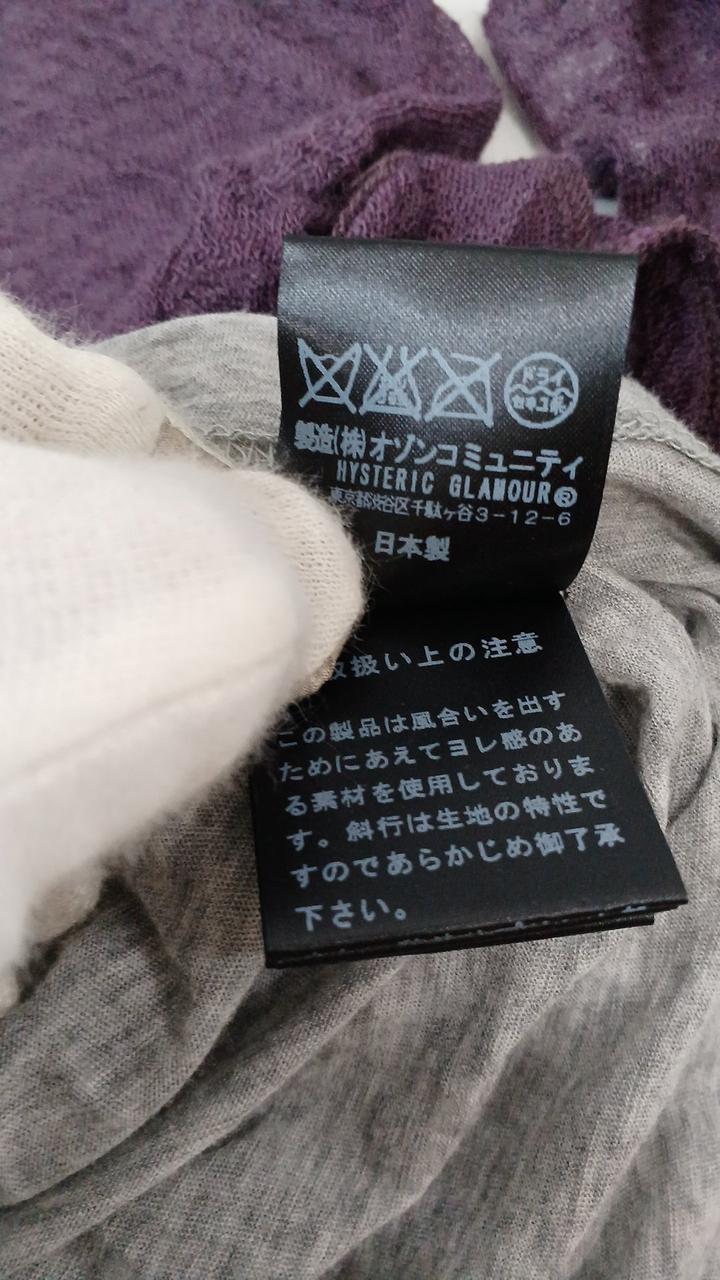 ドライ
製造(株)オゾンコミュニティ
HYSTERIC GLAMOUR®
東京都渋谷区千駄ヶ谷3-12-6
日本製
取扱い上の注意
この製品は風合いを出す
ためにあえてヨレ感のあ
る素材を使用しておりま
す。斜行は生地の特性で
すのであらかじめ御了承
下さい。